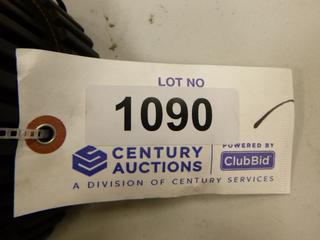 LOT NO
1090
CENTURY AUCTIONS
POWERED BY
ClubBid
A DIVISION OF CENTURY SERVICES